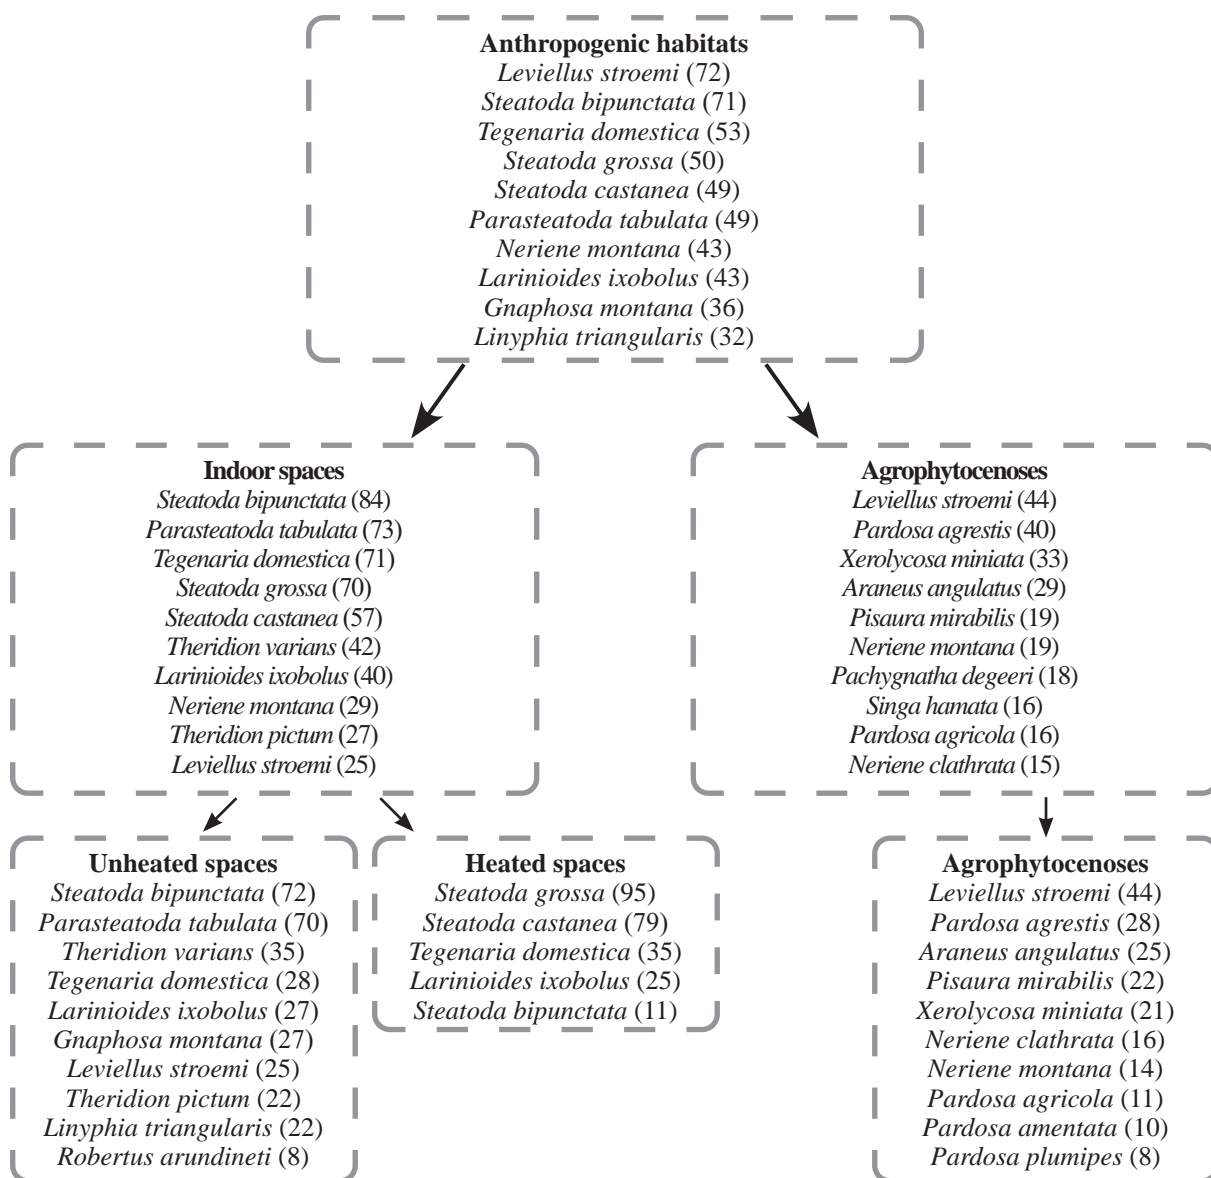 Anthropogenic habitats
Leviellus stroemi (72)
Steatoda bipunctata (71)
Tegenaria domestica (53)
Steatoda grossa (50)
Steatoda castanea (49)
Parasteatoda tabulata (49)
Neriene montana (43)
Larinioides ixobolus (43)
Gnaphosa montana (36)
Linyphia triangularis (32)
Indoor spaces
Steatoda bipunctata (84)
Parasteatoda tabulata (73)
Tegenaria domestica (71)
Steatoda grossa (70)
Steatoda castanea (57)
Theridion varians (42)
Larinioides ixobolus (40)
Neriene montana (29)
Theridion pictum (27)
Leviellus stroemi (25)
Agrophytocenoses
Leviellus stroemi (44)
Pardosa agrestis (40)
Xerolycosa miniata (33)
Araneus angulatus (29)
Pisaura mirabilis (19)
Neriene montana (19)
Pachygnatha degeeri (18)
Singa hamata (16)
Pardosa agricola (16)
Neriene clathrata (15)
Unheated spaces
Steatoda bipunctata (72)
Parasteatoda tabulata (70)
Theridion varians (35)
Tegenaria domestica (28)
Larinioides ixobolus (27)
Gnaphosa montana (27)
Leviellus stroemi (25)
Theridion pictum (22)
Linyphia triangularis (22)
Robertus arundineti (8)
Heated spaces
Steatoda grossa (95)
Steatoda castanea (79)
Tegenaria domestica (35)
Larinioides ixobolus (25)
Steatoda bipunctata (11)
Agrophytocenoses
Leviellus stroemi (44)
Pardosa agrestis (28)
Araneus angulatus (25)
Pisaura mirabilis (22)
Xerolycosa miniata (21)
Neriene clathrata (16)
Neriene montana (14)
Pardosa agricola (11)
Pardosa amentata (10)
Pardosa plumipes (8)